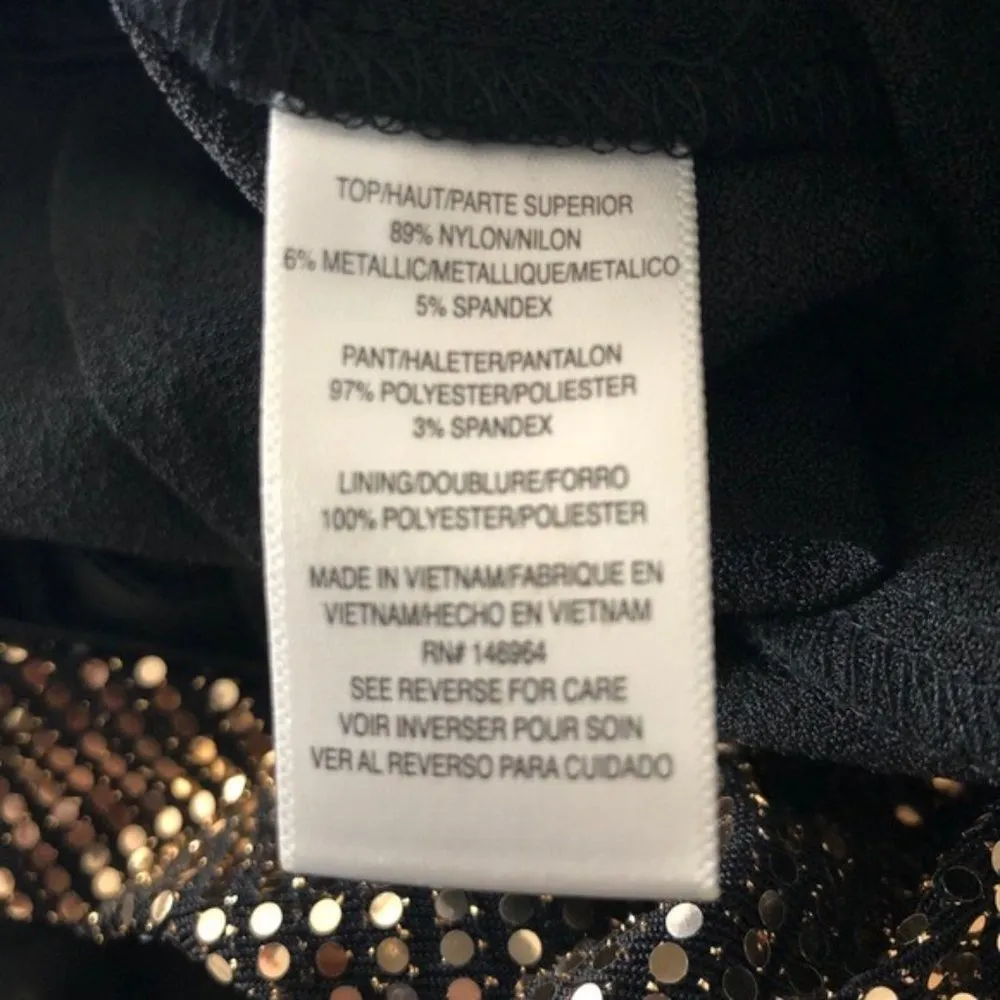 TOP/HAUT/PARTE SUPERIOR
89% NYLON/NILON
6% METALLIC/METALLIQUE/METALICO
5% SPANDEX
PANT/HALETER/PANTALON
97% POLYESTER/POLIESTER
3% SPANDEX
LINING/DOUBLURE/FORRO
100% POLYESTER/POLIESTER
MADE IN VIETNAM/FABRIQUE EN
VIETNAM/HECHO EN VIETNAM
RN# 148964
SEE REVERSE FOR CARE
VOIR INVERSER POUR SOIN
VER AL REVERSO PARA CUIDADO